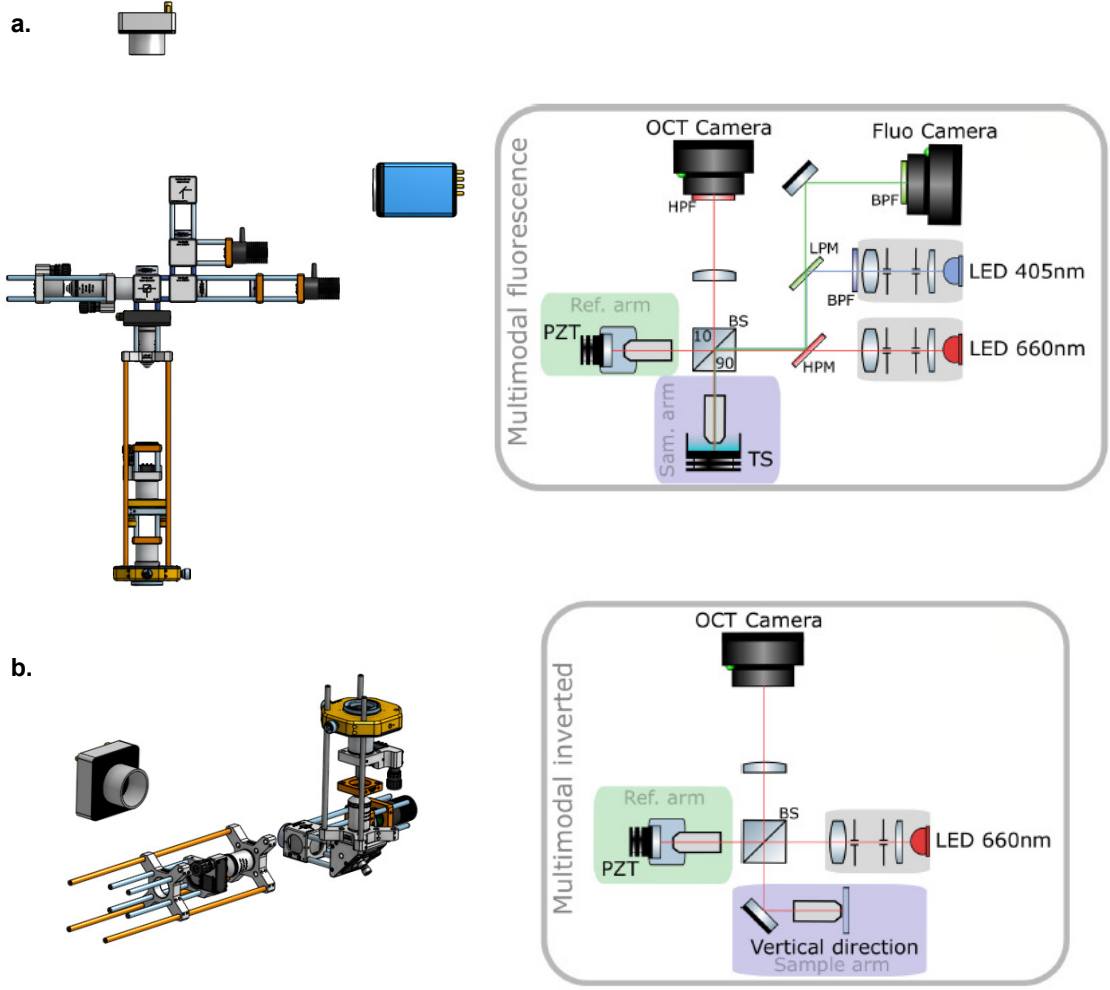 a.
Multimodal fluorescence
OCT Camera
Fluo Camera
HPF
BPF
LPM
LED 405nm
BPF
Ref. arm
PZT
BS
10
90
HPM
LED 660nm
Sam. arm
TS
b.
Multimodal inverted
OCT Camera
Ref. arm
PZT
BS
LED 660nm
Vertical direction
Sample arm